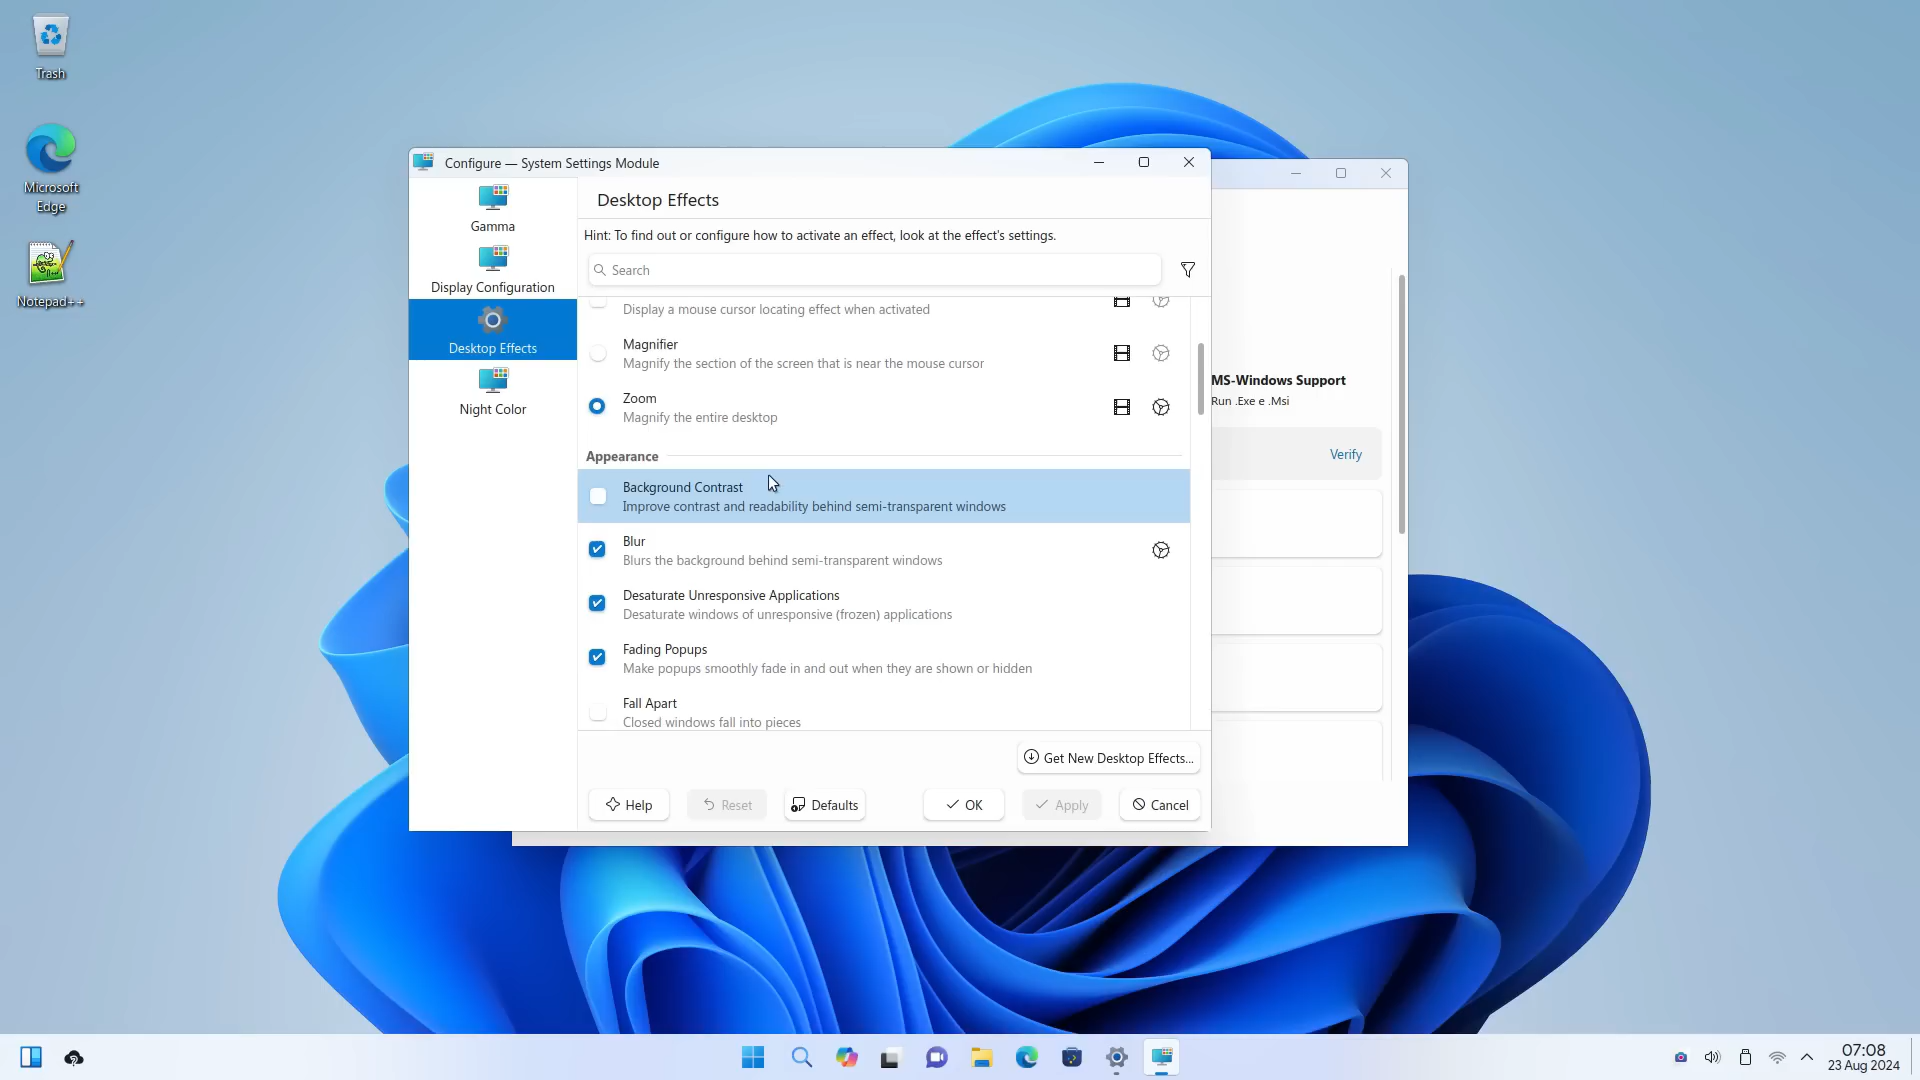 Trash
Microsoft
Edge
Notepad++
Configure — System Settings Module
Gamma
Display Configuration
Desktop Effects
Night Color
Desktop Effects
Hint: To find out or configure how to activate an effect, look at the effect's settings.
Search
Display a mouse cursor locating effect when activated
Magnifier
Magnify the section of the screen that is near the mouse cursor
Zoom
Magnify the entire desktop
Appearance
Background Contrast
Improve contrast and readability behind semi-transparent windows
Blur
Blurs the background behind semi-transparent windows
Desaturate Unresponsive Applications
Desaturate windows of unresponsive (frozen) applications
Fading Popups
Make popups smoothly fade in and out when they are shown or hidden
Fall Apart
Closed windows fall into pieces
Get New Desktop Effects...
Help
Reset
Defaults
OK
Apply
Cancel
MS-Windows Support
Run .Exe e .Msi
Verify
07:08
23 Aug 2024